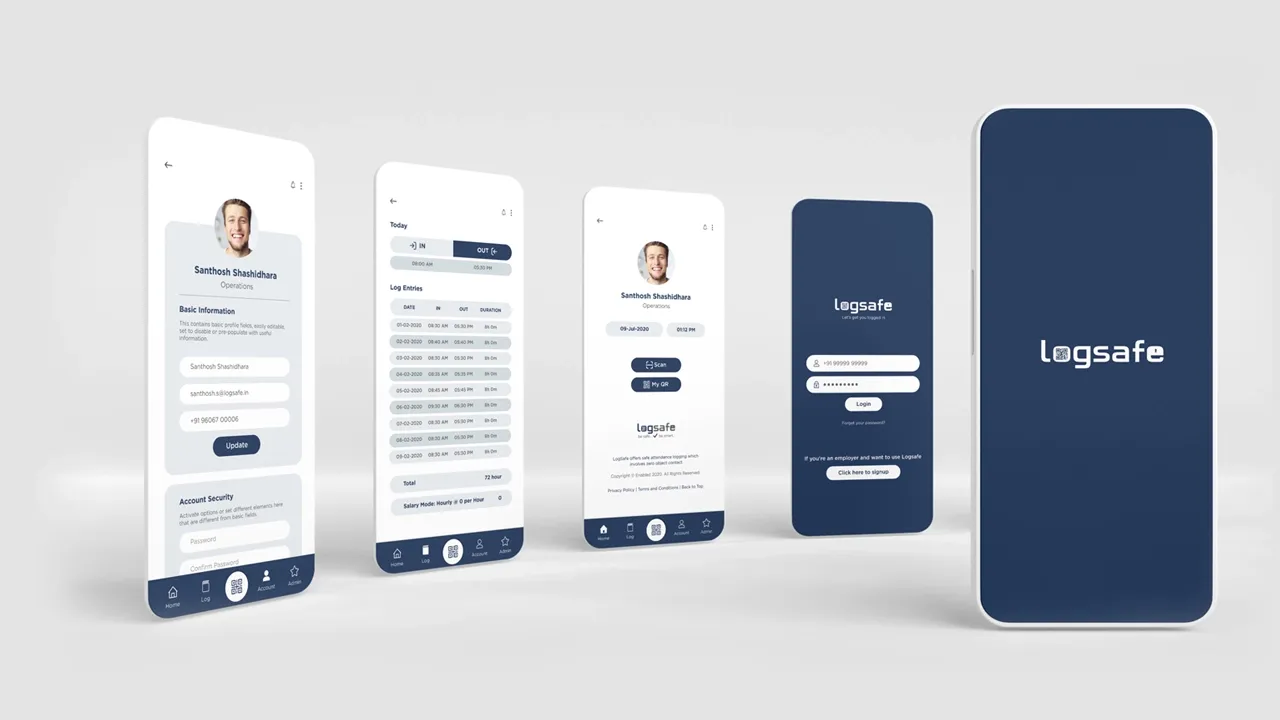 Santhosh Shashidhara
Operations
Basic Information
This contains basic profile fields, easily editable,
set to disable or pre-populate with useful
information.
Santhosh Shashidhara
santhosh.s@logsafe.in
+91 96067 00006
Update
Account Security
Activate options or set different elements here
that are different from basic fields.
Password
Confirm Password
Home Log Account Admin
Today
IN OUT
09:00 AM 05:30 PM
Log Entries
DATE IN OUT DURATION
01-02-2020 08:30 AM 05:30 PM 8h 0m
02-02-2020 08:40 AM 05:40 PM 8h 0m
03-02-2020 08:30 AM 05:30 PM 8h 0m
04-02-2020 08:35 AM 05:35 PM 8h 0m
05-02-2020 08:45 AM 05:45 PM 8h 0m
06-02-2020 09:30 AM 06:30 PM 8h 0m
07-02-2020 08:30 AM 05:30 PM 8h 0m
08-02-2020 08:30 AM 05:30 PM 8h 0m
09-02-2020 08:30 AM 05:30 PM 8h 0m
Total 72 hour
Salary Mode: Hourly @ 0 per Hour 0
Home Log Account Admin
Santhosh Shashidhara
Operations
09-Jul-2020 01:12 PM
Scan
My QR
logsafe
be safe. be smart.
LogSafe offers safe attendance logging which
involves zero object contact
Copyright © Enabled 2020. All Rights Reserved
Privacy Policy | Terms and Conditions | Back to Top
Home Log Account Admin
logsafe
Let's get you logged in
+91 99999 99999
Login
Forgot your password?
If you're an employer and want to use Logsafe
Click here to signup
logsafe